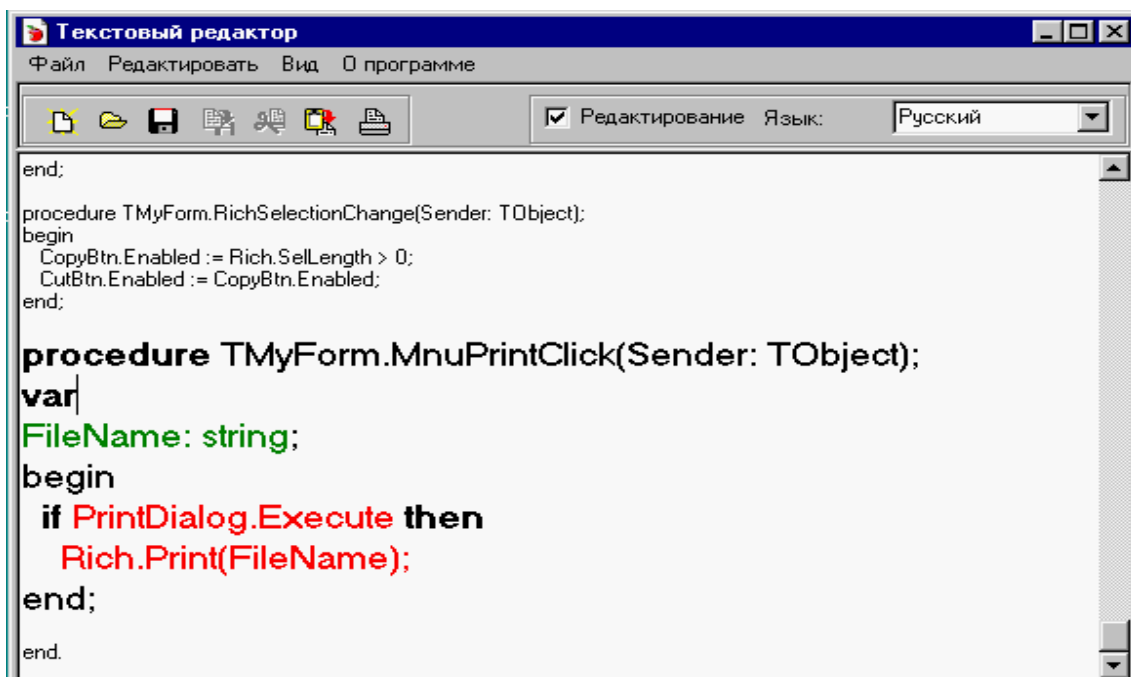 Текстовый редактор
Файл Редактировать Вид О программе
Редактирование Язык: Русский
end;
procedure TMyForm.RichSelectionChange(Sender: TObject);
begin
CopyBtn.Enabled := Rich.SelLength > 0;
CutBtn.Enabled := CopyBtn.Enabled;
end;
procedure TMyForm.MnuPrintClick(Sender: TObject);
var
FileName: string;
begin
if PrintDialog.Execute then
Rich.Print(FileName);
end;
end.